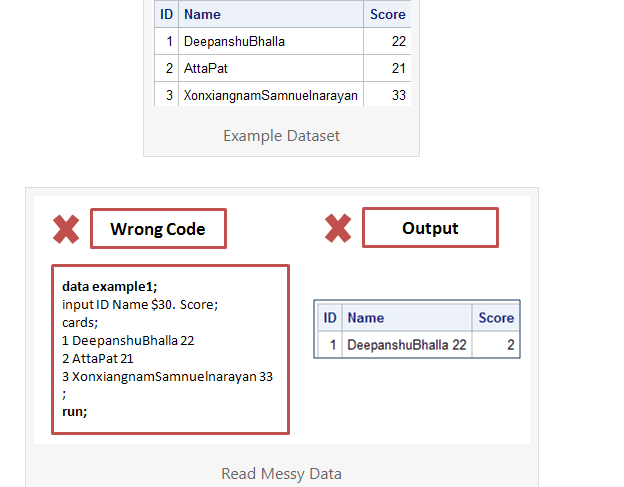 ID Name Score
1 DeepanshuBhalla 22
2 AttaPat 21
3 XonxiangnamSamnuelnarayan 33
Example Dataset
Wrong Code
Output
data example1;
input ID Name $30. Score;
cards;
1 DeepanshuBhalla 22
2 AttaPat 21
3 XonxiangnamSamnuelnarayan 33
;
run;
ID Name Score
1 DeepanshuBhalla 22 2
Read Messy Data